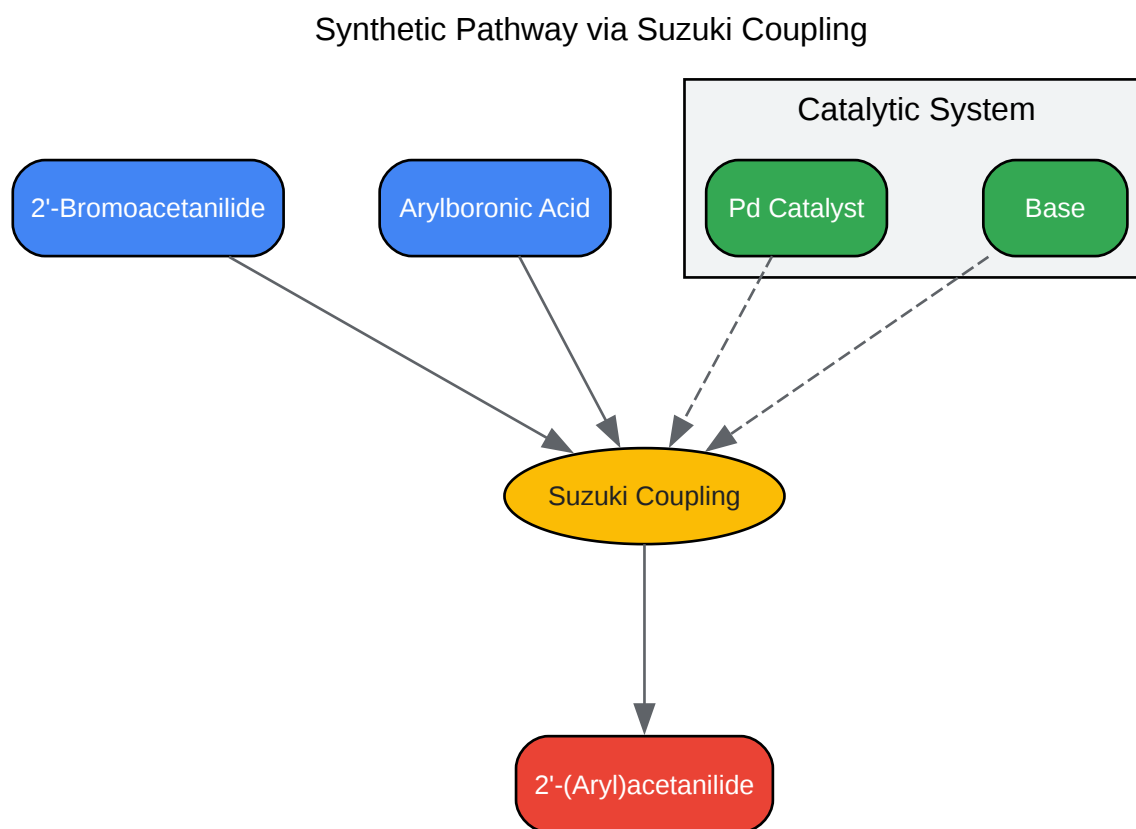 Synthetic Pathway via Suzuki Coupling
Catalytic System
2'-Bromoacetanilide
Arylboronic Acid
Pd Catalyst
Base
Suzuki Coupling
2'-(Aryl)acetanilide